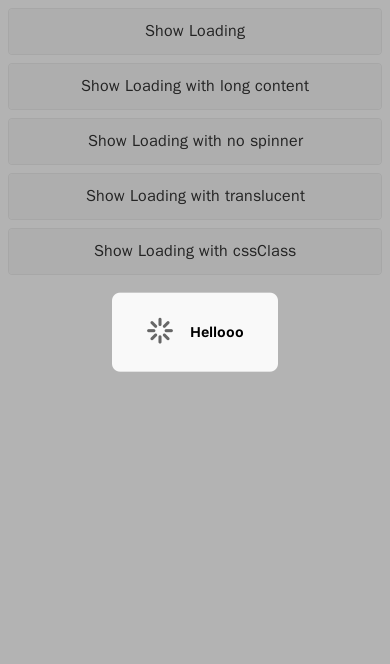 Show Loading
Show Loading with long content
Show Loading with no spinner
Show Loading with translucent
Show Loading with cssClass
Hellooo